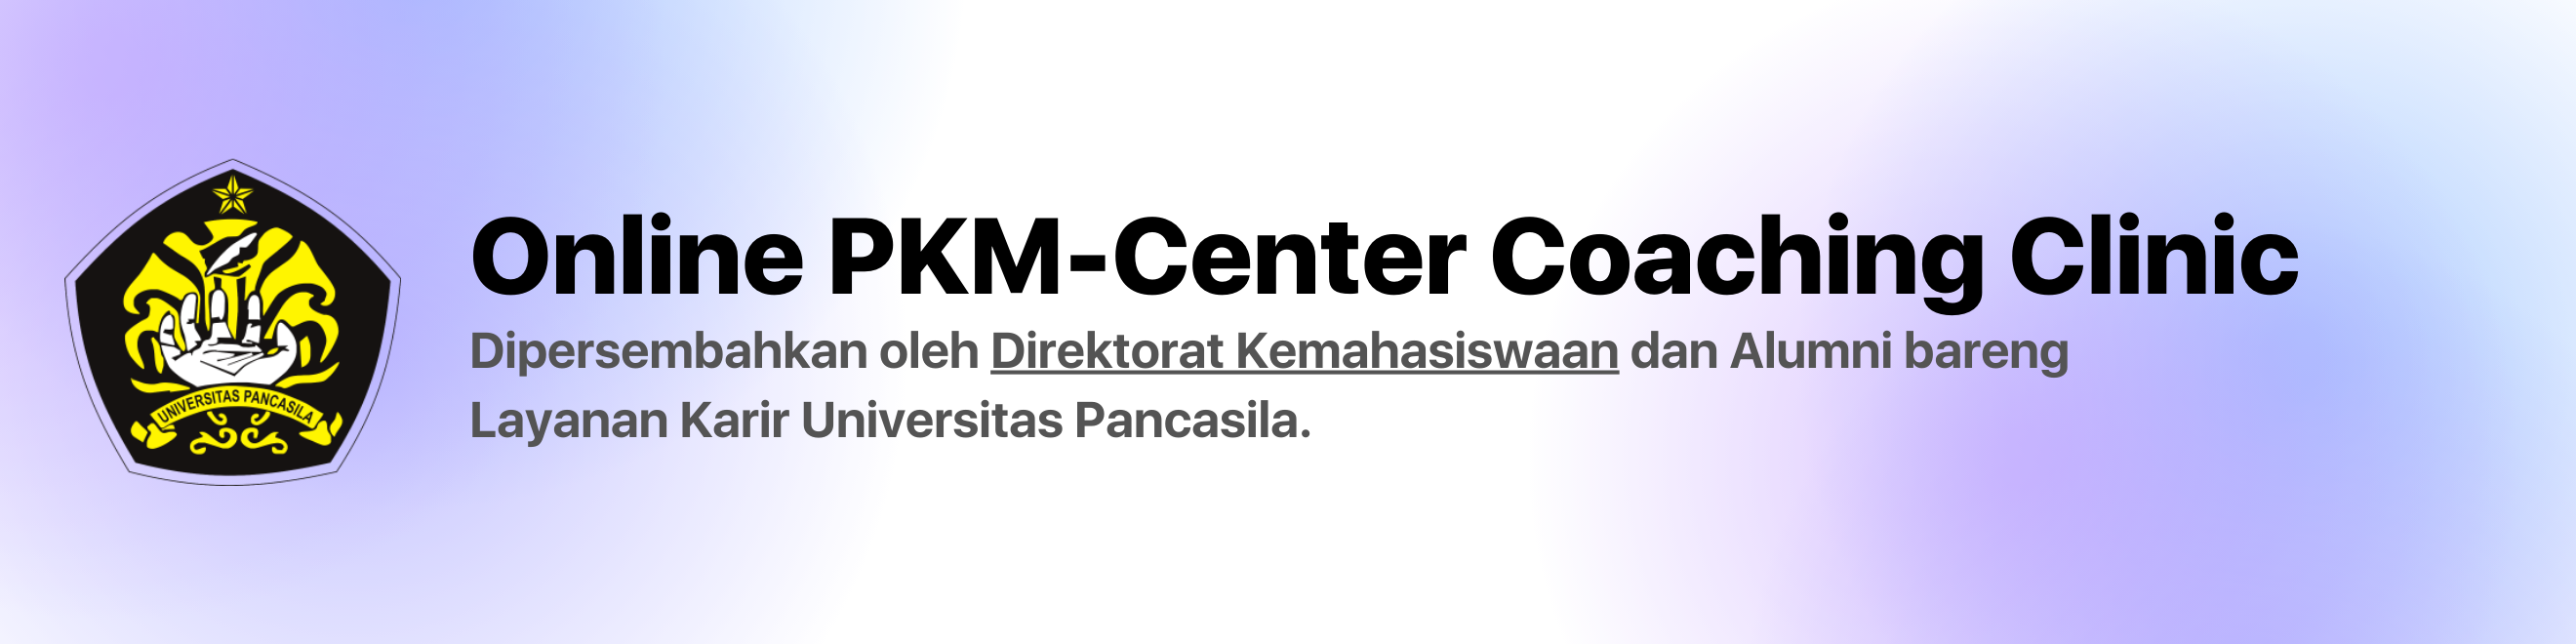 UNIVERSITAS PANCASILA
Online PKM-Center Coaching Clinic
Dipersembahkan oleh Direktorat Kemahasiswaan dan Alumni bareng
Layanan Karir Universitas Pancasila.